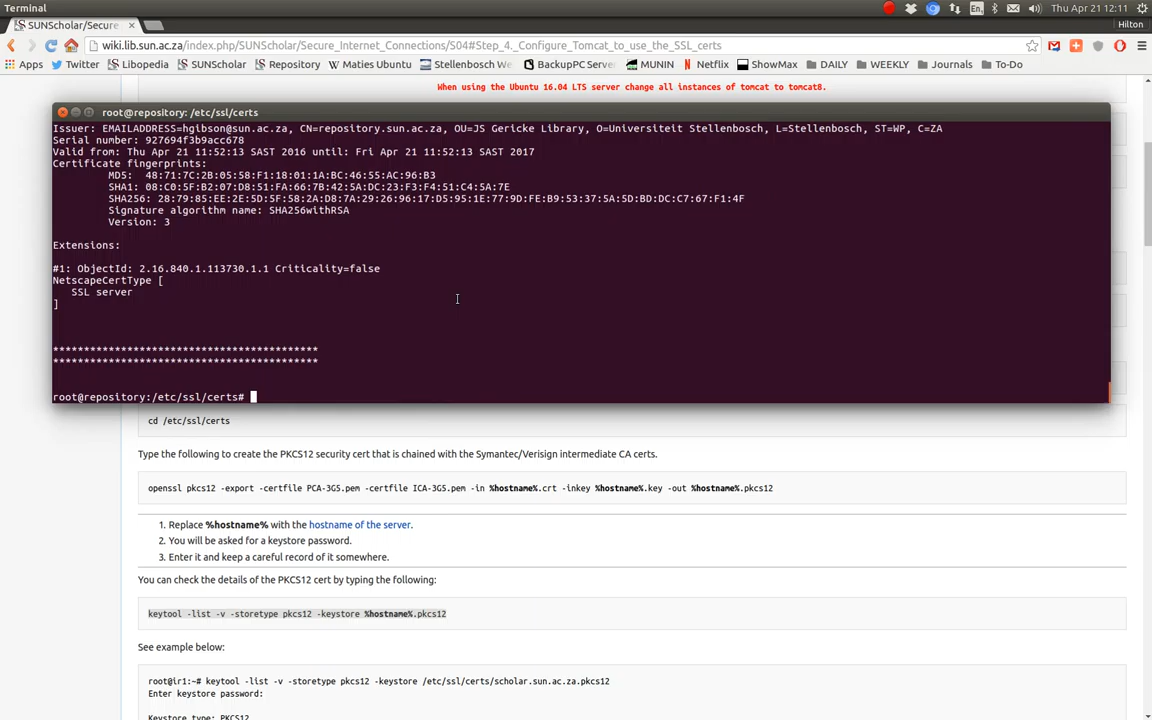 Terminal
En
Thu Apr 21 12:11
SUNScholar/Secure
Hilton
wiki.lib.sun.ac.za/index.php/SUNScholar/Secure_Internet_Connections/S04#Step_4._Configure_Tomcat_to_use_the_SSL_certs
Apps Twitter Libopedia SUNScholar Repository Maties Unbuntu Stellenbosch We BackupPC Serve MUNIN Netflix ShowMax DAILY WEEKLY Journals To-Do
When using the Ubuntu 16.04 LTS server change all instances of tomcat to tomcat8.
root@repository: /etc/ssl/certs
Issuer: EMAILADDRESS=hgibson@sun.ac.za, CN=repository.sun.ac.za, OU=JS Gericke Library, O=Universiteit Stellenbosch, L=Stellenbosch, ST=WP, C=ZA
Serial number: 927694f3b9acc678
Valid from: Thu Apr 21 11:52:13 SAST 2016 until: Fri Apr 21 11:52:13 SAST 2017
Certificate fingerprints:
MD5: 48:71:7C:2B:05:58:F1:18:01:1A:BC:46:55:AC:96:B3
SHA1: 08:C0:5F:B2:07:D8:51:FA:66:7B:42:5A:DC:23:F3:F4:51:C4:5A:7E
SHA256: 28:79:85:EE:2E:5D:5F:58:2A:D8:7A:29:26:96:17:D5:95:1E:77:9D:FE:B9:53:37:5A:5D:BD:DC:C7:67:F1:4F
Signature algorithm name: SHA256withRSA
Version: 3
Extensions:
#1: ObjectId: 2.16.840.1.113730.1.1 Criticality=false
NetscapeCertType [
SSL server
]
*******************************************
*******************************************
root@repository:/etc/ssl/certs#
cd /etc/ssl/certs
Type the following to create the PKCS12 security cert that is chained with the Symantec/Verisign intermediate CA certs.
openssl pkcs12 -export -certfile PCA-3G5.pem -certfile ICA-3G5.pem -in %hostname%.crt -inkey %hostname%.key -out %hostname%.pkcs12
1. Replace %hostname% with the hostname of the server.
2. You will be asked for a keystore password.
3. Enter it and keep a careful record of it somewhere.
You can check the details of the PKCS12 cert by typing the following:
keytool -list -v -storetype pkcs12 -keystore %hostname%.pkcs12
See example below:
root@ir1:~# keytool -list -v -storetype pkcs12 -keystore /etc/ssl/certs/scholar.sun.ac.za.pkcs12
Enter keystore password:
Keystore type: PKCS12